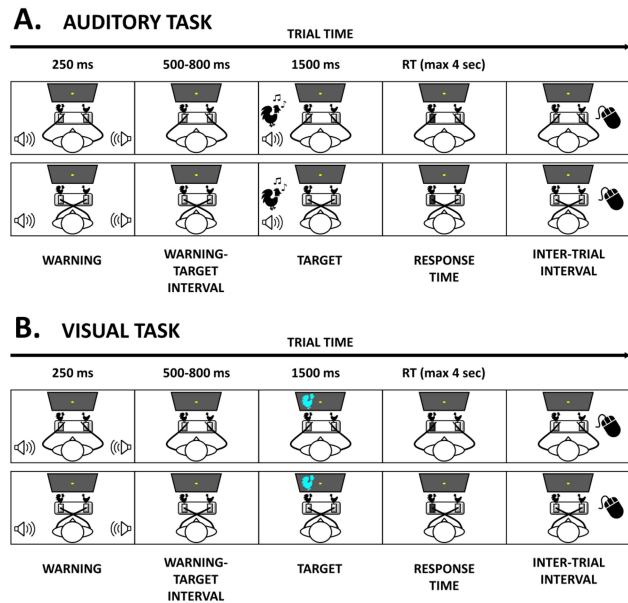 A. AUDITORY TASK
TRIAL TIME
250 ms 500-800 ms 1500 ms RT (max 4 sec)
WARNING WARNING- TARGET RESPONSE INTER-TRIAL
TARGET TIME INTERVAL
INTERVAL
B. VISUAL TASK
TRIAL TIME
250 ms 500-800 ms 1500 ms RT (max 4 sec)
WARNING WARNING- TARGET RESPONSE INTER-TRIAL
TARGET TIME INTERVAL
INTERVAL